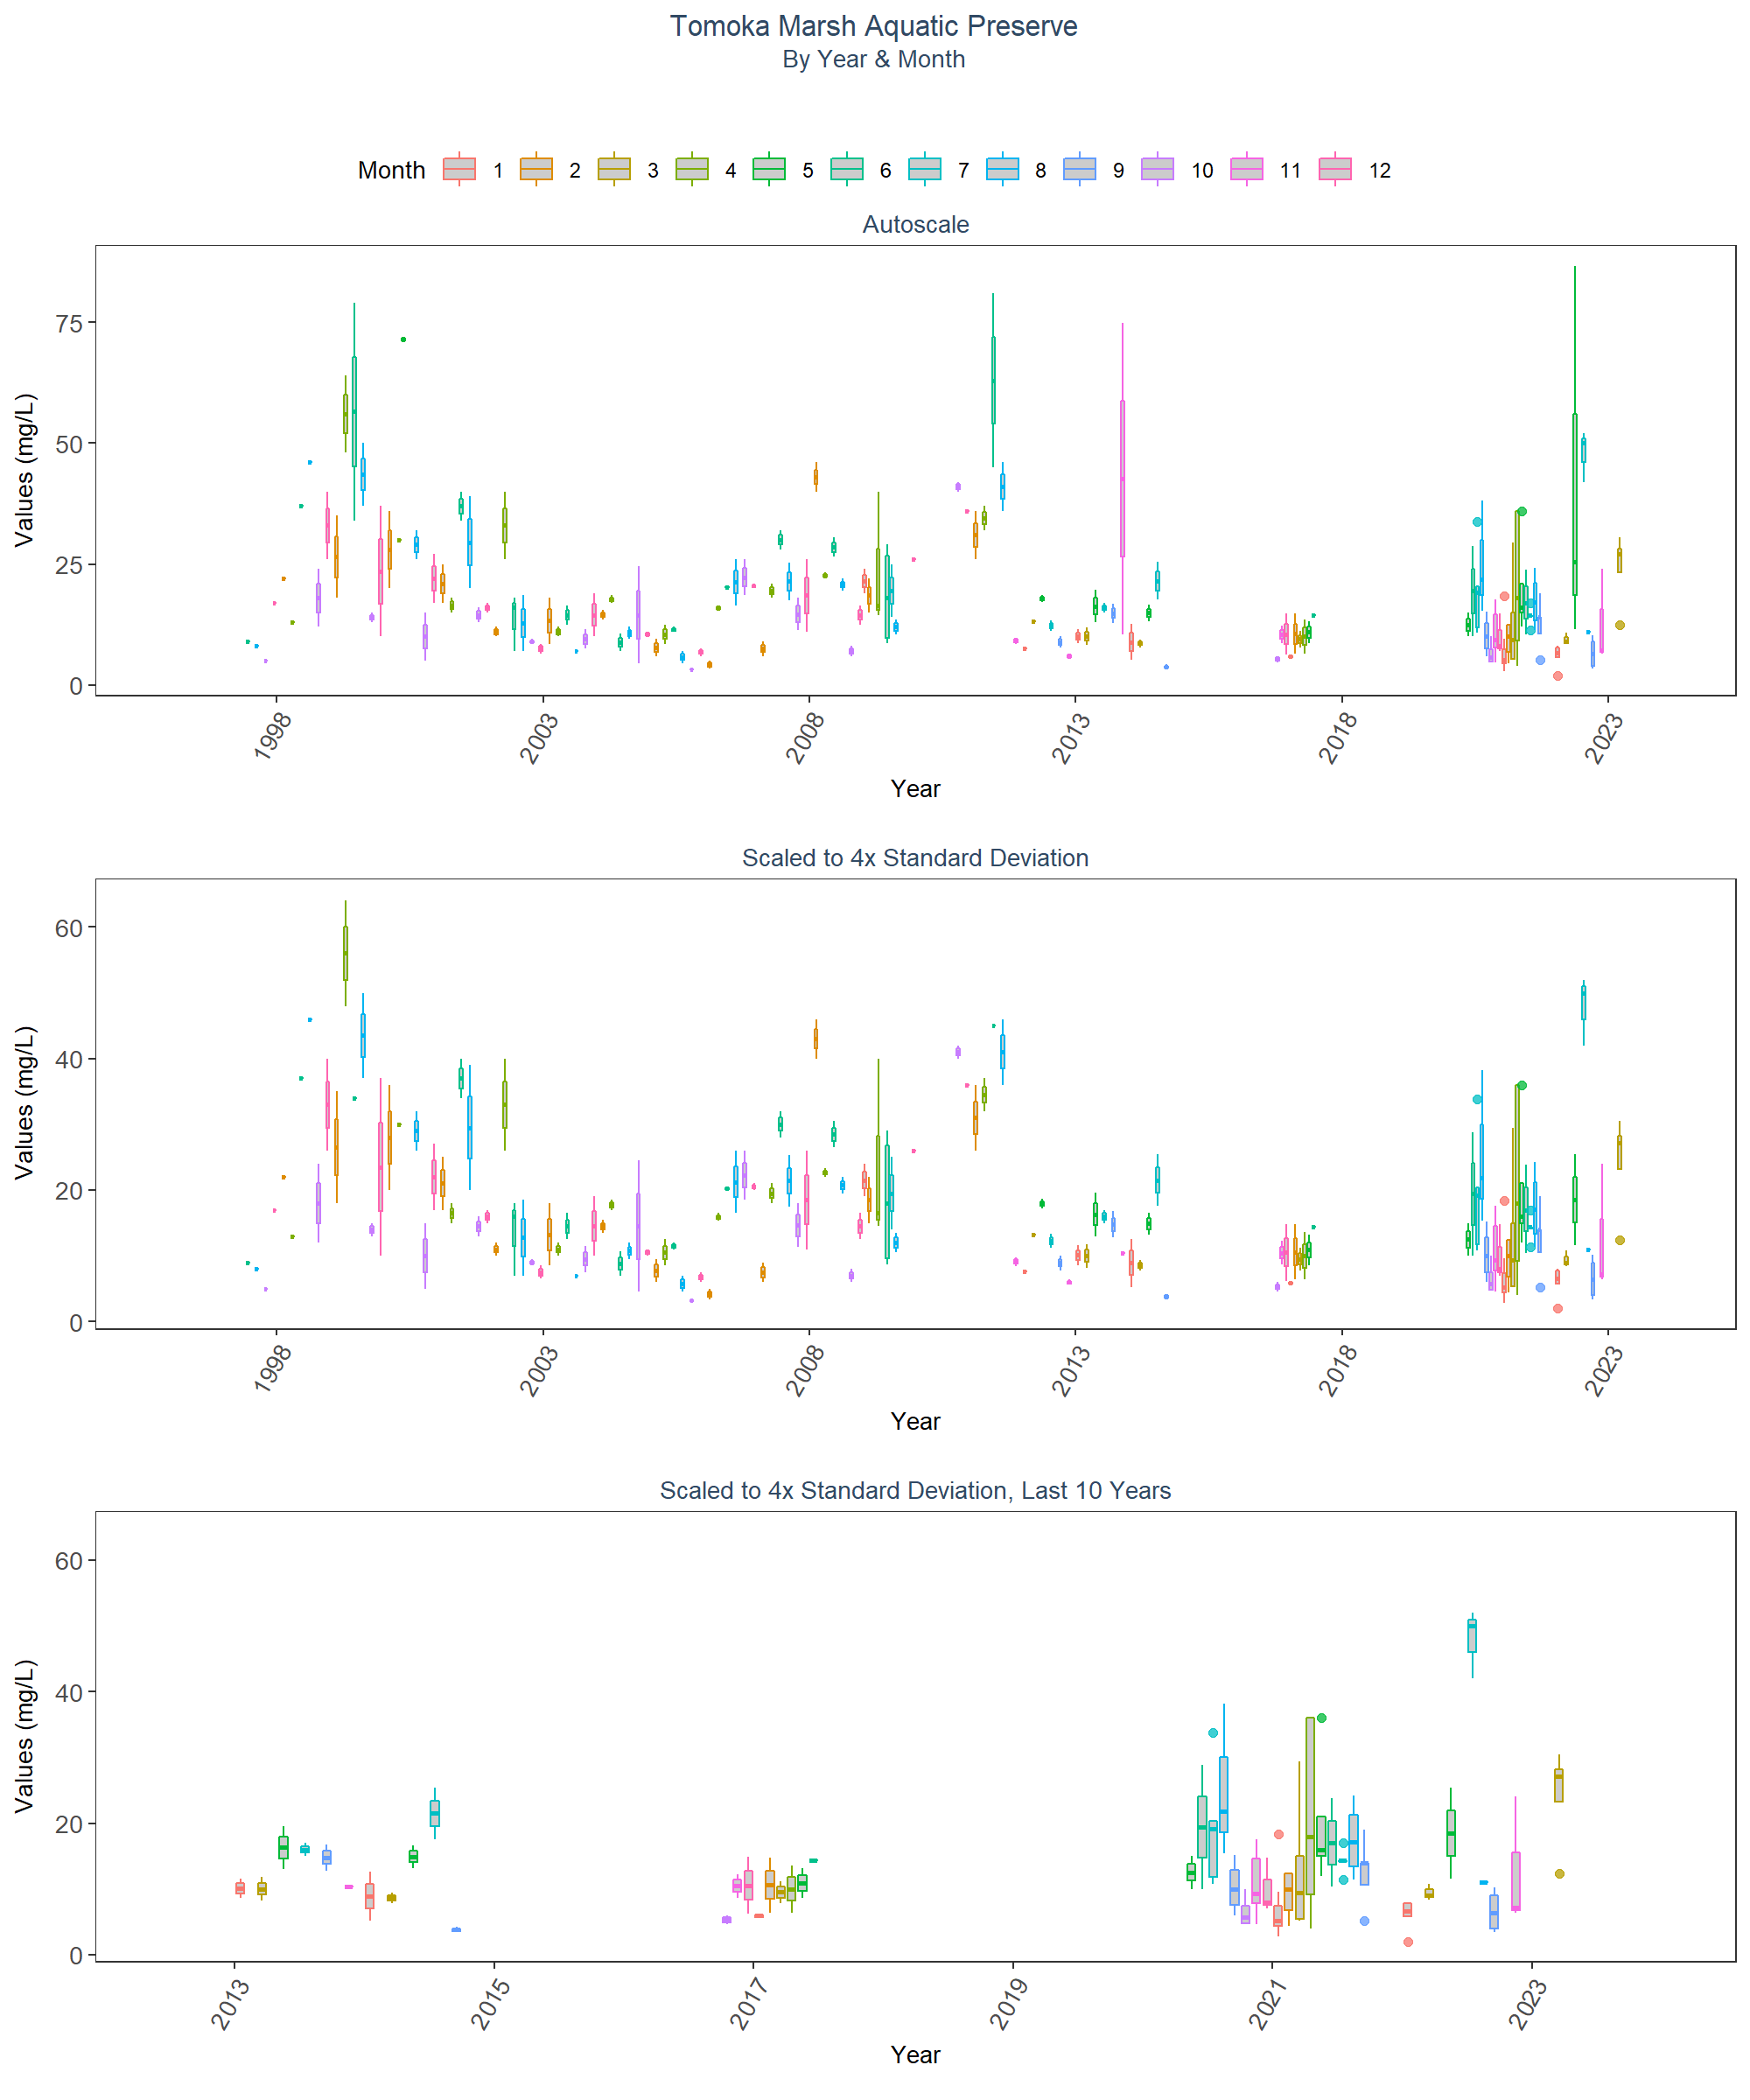 Tomoka Marsh Aquatic Preserve
By Year & Month
Month 1 2 3 4 5 6 7 8 9 10 11 12
Autoscale
Values (mg/L)
75
50
25
0
1998 2003 2008 2013 2018 2023
Year
Scaled to 4x Standard Deviation
Values (mg/L)
60
40
20
0
1998 2003 2008 2013 2018 2023
Year
Scaled to 4x Standard Deviation, Last 10 Years
Values (mg/L)
60
40
20
0
2013 2015 2017 2019 2021 2023
Year